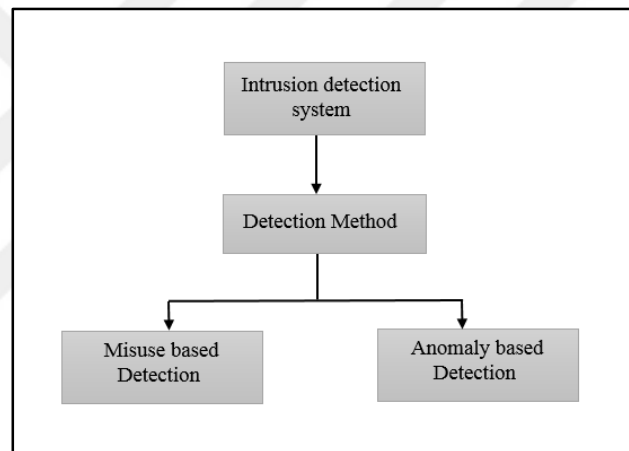 Intrusion detection
system
Detection Method
Misuse based
Detection
Anomaly based
Detection